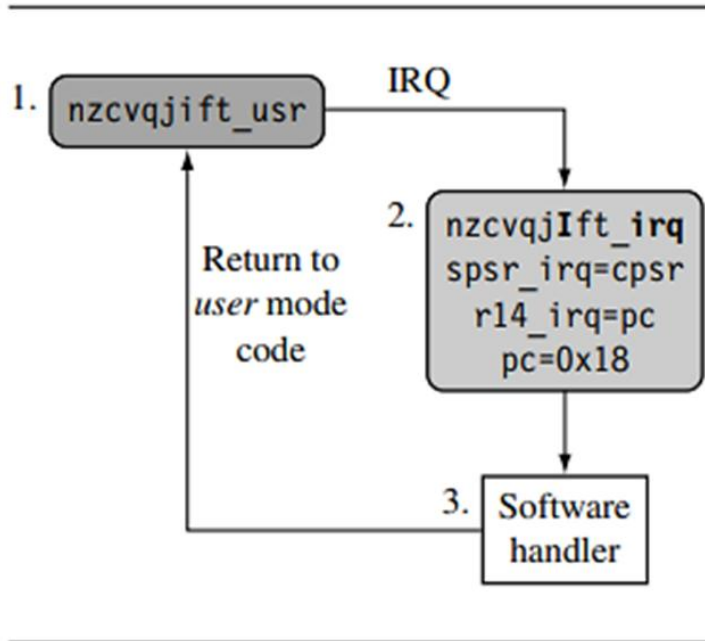 1.
nzcvqjift_usr
IRQ
2.
nzcvqjIft_irq
spsr_irq=cpsr
r14_irq=pc
pc=0x18
Return to
user mode
code
3.
Software
handler